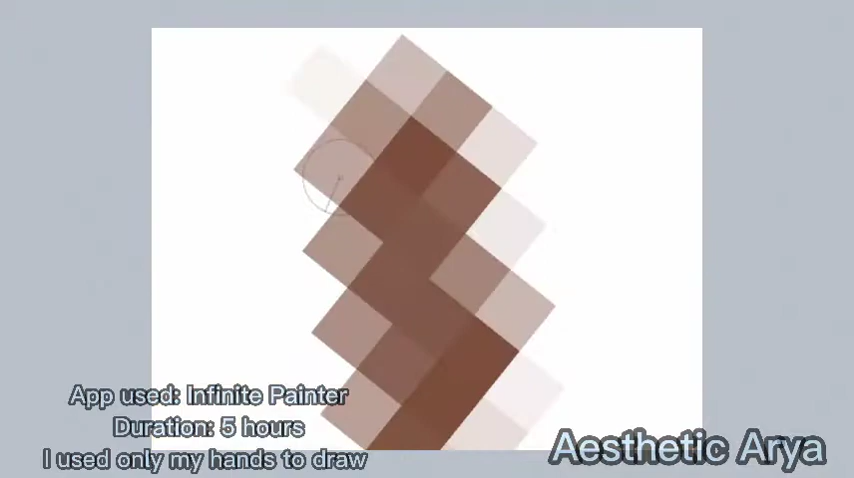 App used: Infinite Painter
Duration: 5 hours
I used only my hands to draw
Aesthetic Arya